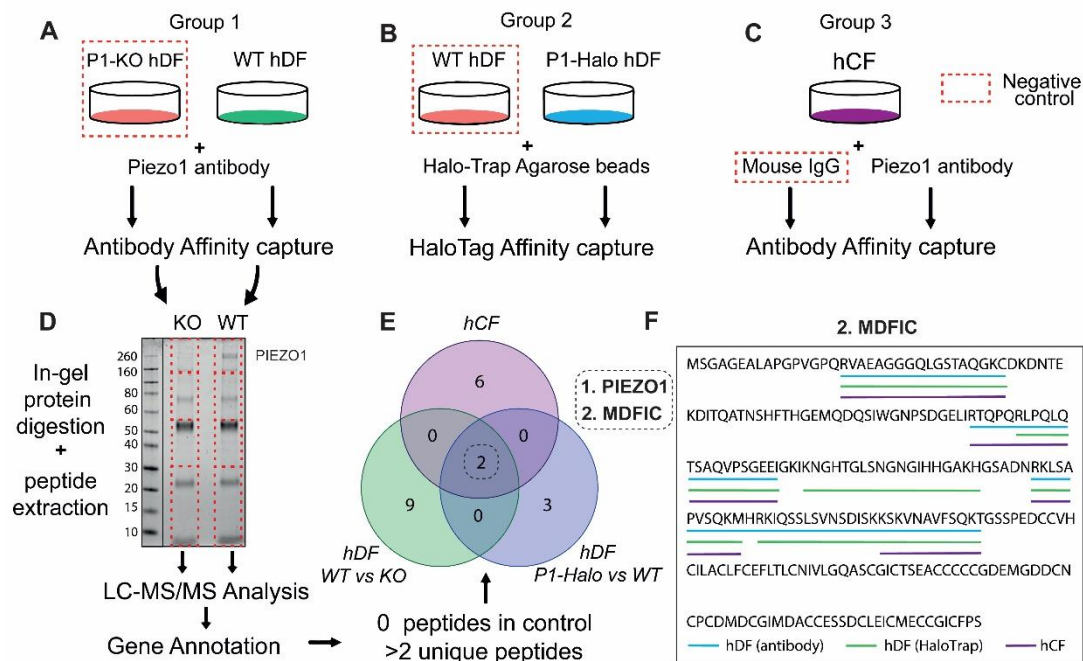 Group 1
A
P1-KO hDF
WT hDF
+
Piezo1 antibody
Antibody Affinity capture
Group 2
B
WT hDF
P1-Halo hDF
+
Halo-Trap Agarose beads
HaloTag Affinity capture
Group 3
C
hCF
Negative
control
+
Mouse IgG
Piezo1 antibody
Antibody Affinity capture
D
KO WT
PIEZO1
260
160
80
60
50
40
30
20
15
10
In-gel
protein
digestion
+
peptide
extraction
LC-MS/MS Analysis
Gene Annotation
E
hCF
6
0
0
2
9
3
0
hDF
WT vs KO
hDF
P1-Halo vs WT
1. PIEZO1
2. MDFIC
0 peptides in control
>2 unique peptides
F
2. MDFIC
MSGAGEALAPGPVGPQRVAEAGGGQLGSTAQGKCDKDNTE
KDITQATNSHFTHGEMQDQSIWGNPSDGELIRTQPQRLPQLQ
TSAQVPSGEEIGKIKNGHTGLSNGNGIHHGAKHGSADNRKLSA
PVSQKMHRKIQSSLSVNSDISKKSKVNAVFSQKTGSSPEDCCVH
CILACLFCEFLTLCNIVLGQASCGICTSEACCCCCGDEMGDDCN
CPCDMDCGIMDACCESSDCLEICMECCGICFPS
hDF (antibody)
hDF (HaloTrap)
hCF